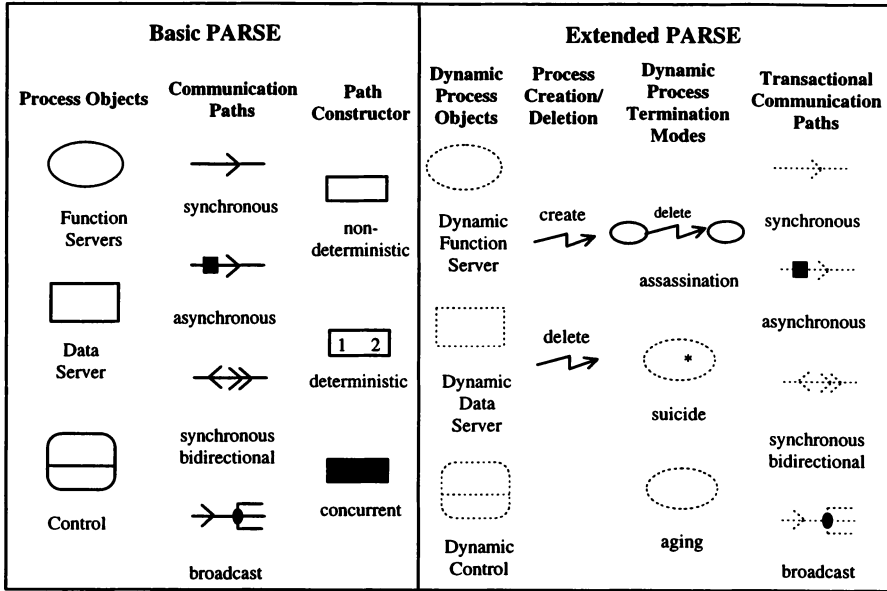 Basic PARSE
Process Objects
Function
Servers
Data
Server
Control
Communication
Paths
synchronous
asynchronous
synchronous
bidirectional
broadcast
Path
Constructor
non-
deterministic
1 2
deterministic
concurrent
Extended PARSE
Dynamic
Process
Objects
Dynamic
Function
Server
Dynamic
Data
Server
Dynamic
Control
Process
Creation/
Deletion
create
delete
Dynamic
Process
Termination
Modes
delete
assassination
*
suicide
aging
Transactional
Communication
Paths
synchronous
asynchronous
synchronous
bidirectional
broadcast